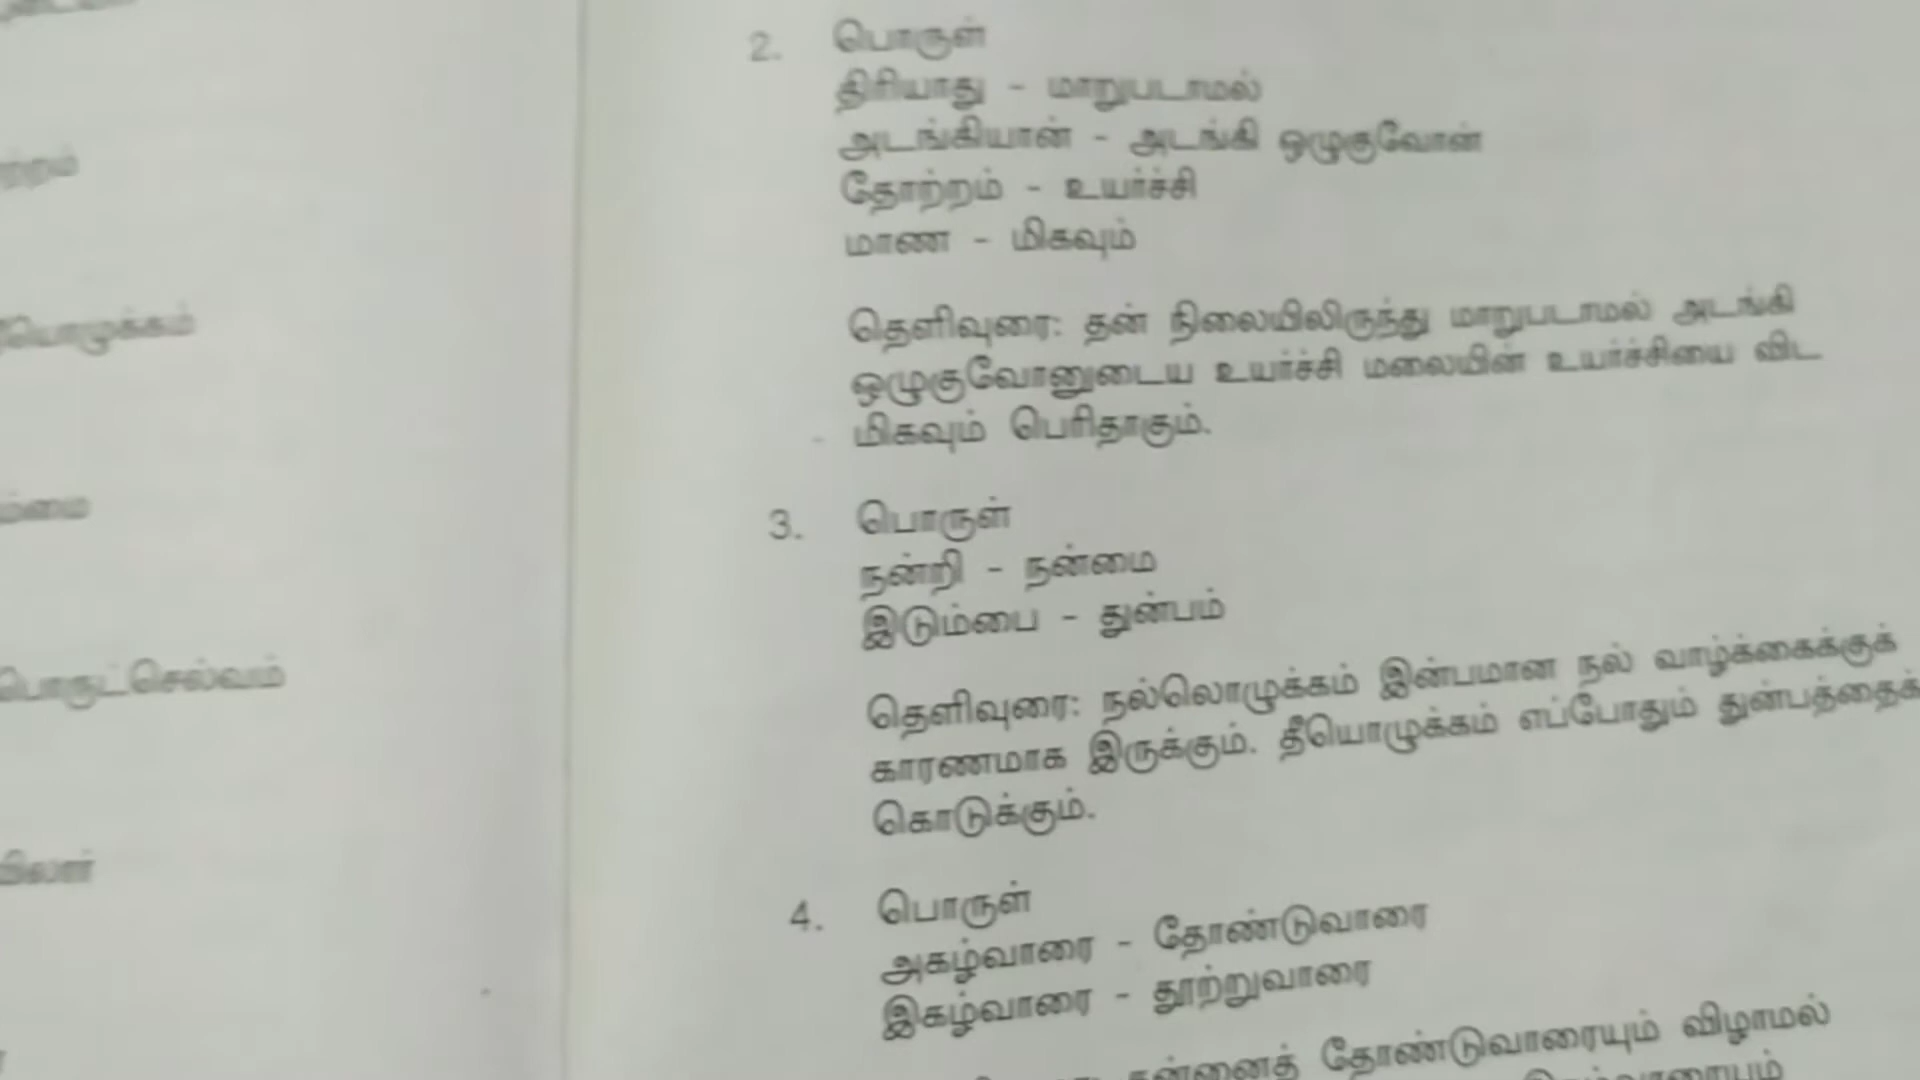 2. பொருள்
திரியாது - மாறுபடாமல்
அடங்கியான் - அடங்கி ஒழுகுவோன்
தோற்றம் - உயர்ச்சி
மாண - மிகவும்
தெளிவுரை: தன் நிலையிலிருந்து மாறுபடாமல் அடங்கி
ஒழுகுவோனுடைய உயர்ச்சி மலையின் உயர்ச்சியை விட
மிகவும் பெரிதாகும்.
3. பொருள்
நன்றி - நன்மை
இடும்பை - துன்பம்
தெளிவுரை: நல்லொழுக்கம் இன்பமான நல் வாழ்க்கைக்குக்
காரணமாக இருக்கும். தீயொழுக்கம் எப்போதும் துன்பத்தைக்
கொடுக்கும்.
4. பொருள்
அகழ்வாரை - தோண்டுவாரை
இகழ்வாரை - தூற்றுவாரை
தோண்டுவாரையும் விழாமல்